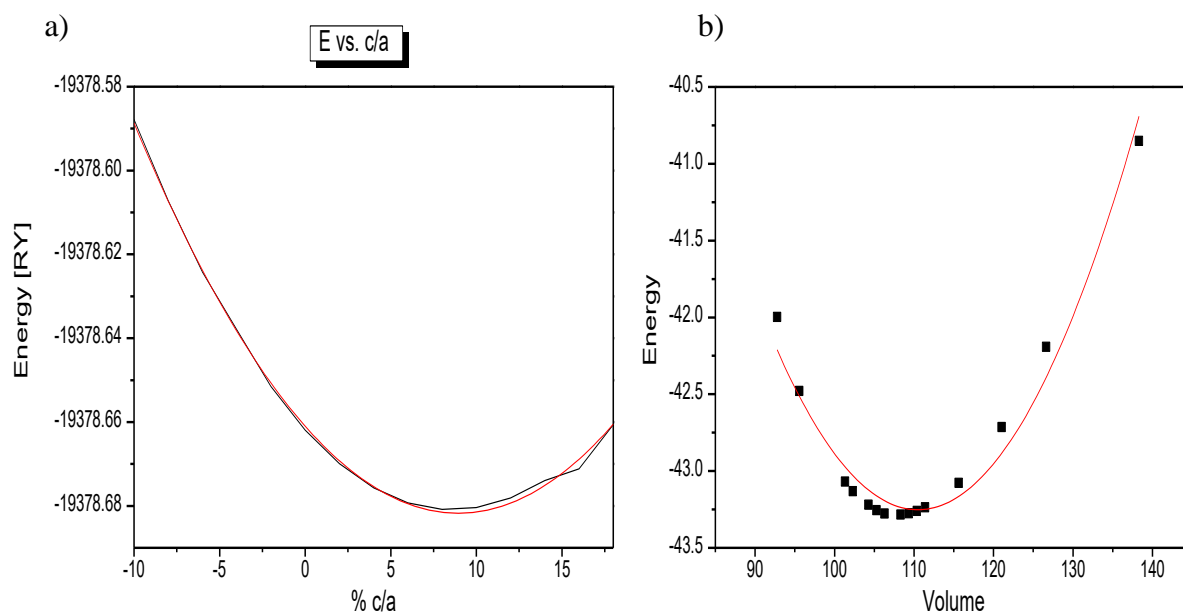 a)
E vs. c/a
-19378.58
-19378.60
-19378.62
-19378.64
-19378.66
-19378.68
Energy [RY]
-10 -5 0 5 10 15
% c/a
b)
-40.5
-41.0
-41.5
-42.0
-42.5
-43.0
-43.5
Energy
90 100 110 120 130 140
Volume